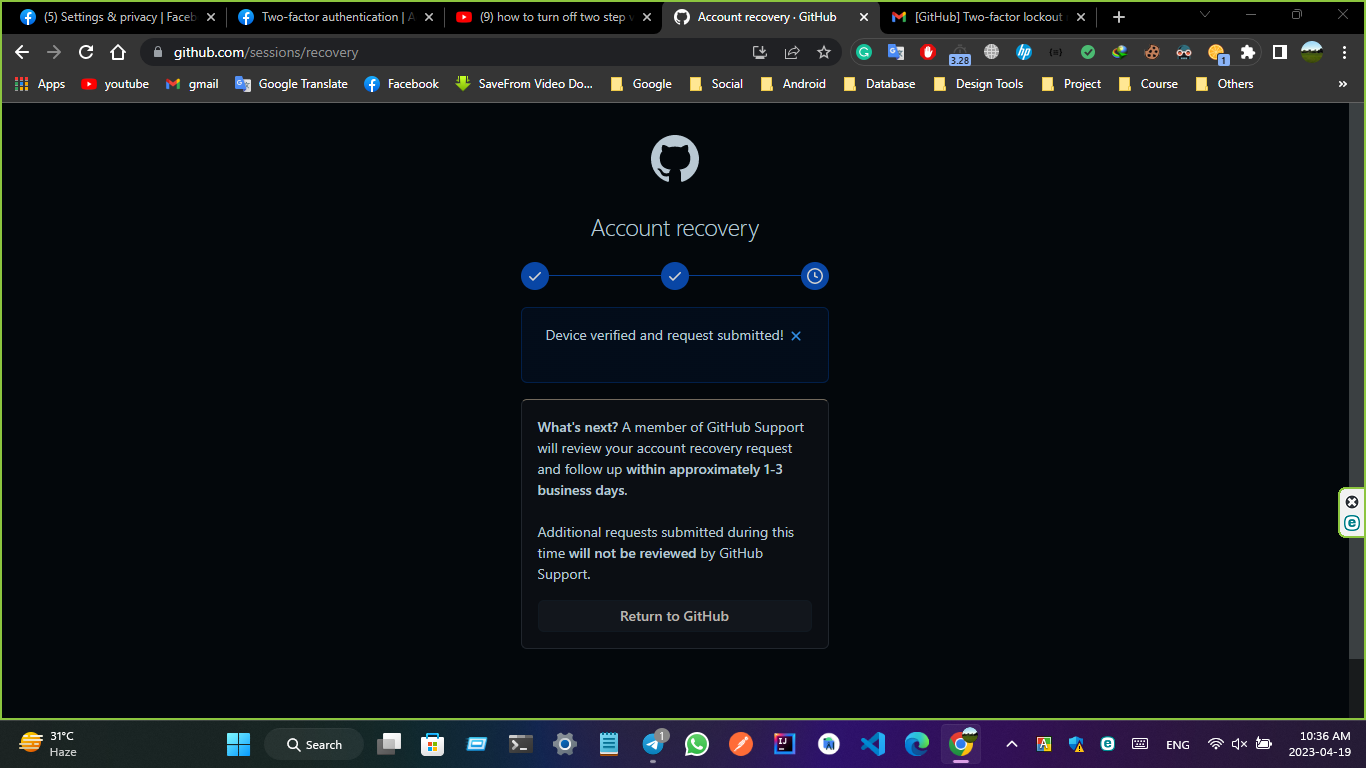 (5) Settings & privacy | Faceb
Two-factor authentication | A
(9) how to turn off two step v
Account recovery · GitHub
[GitHub] Two-factor lockout
github.com/sessions/recovery
3.28
1
Apps
youtube
gmail
Google Translate
Facebook
SaveFrom Video Do...
Google
Social
Android
Database
Design Tools
Project
Course
Others
»
Account recovery
Device verified and request submitted!
What's next? A member of GitHub Support
will review your account recovery request
and follow up within approximately 1-3
business days.
Additional requests submitted during this
time will not be reviewed by GitHub
Support.
Return to GitHub
31°C
Haze
Search
1
ENG
10:36 AM
2023-04-19